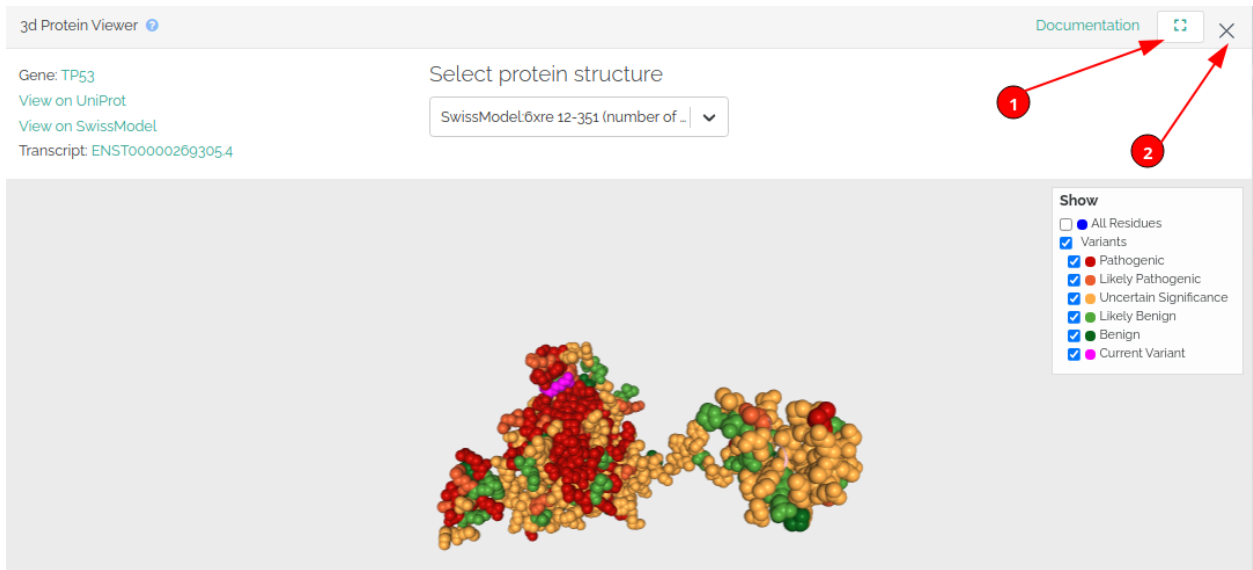 3d Protein Viewer ?
Documentation
Gene: TP53
View on UniProt
View on SwissModel
Transcript: ENST00000269305.4
Select protein structure
SwissModel:6xre 12-351 (number of ...
1
2
Show
All Residues
Variants
Pathogenic
Likely Pathogenic
Uncertain Significance
Likely Benign
Benign
Current Variant